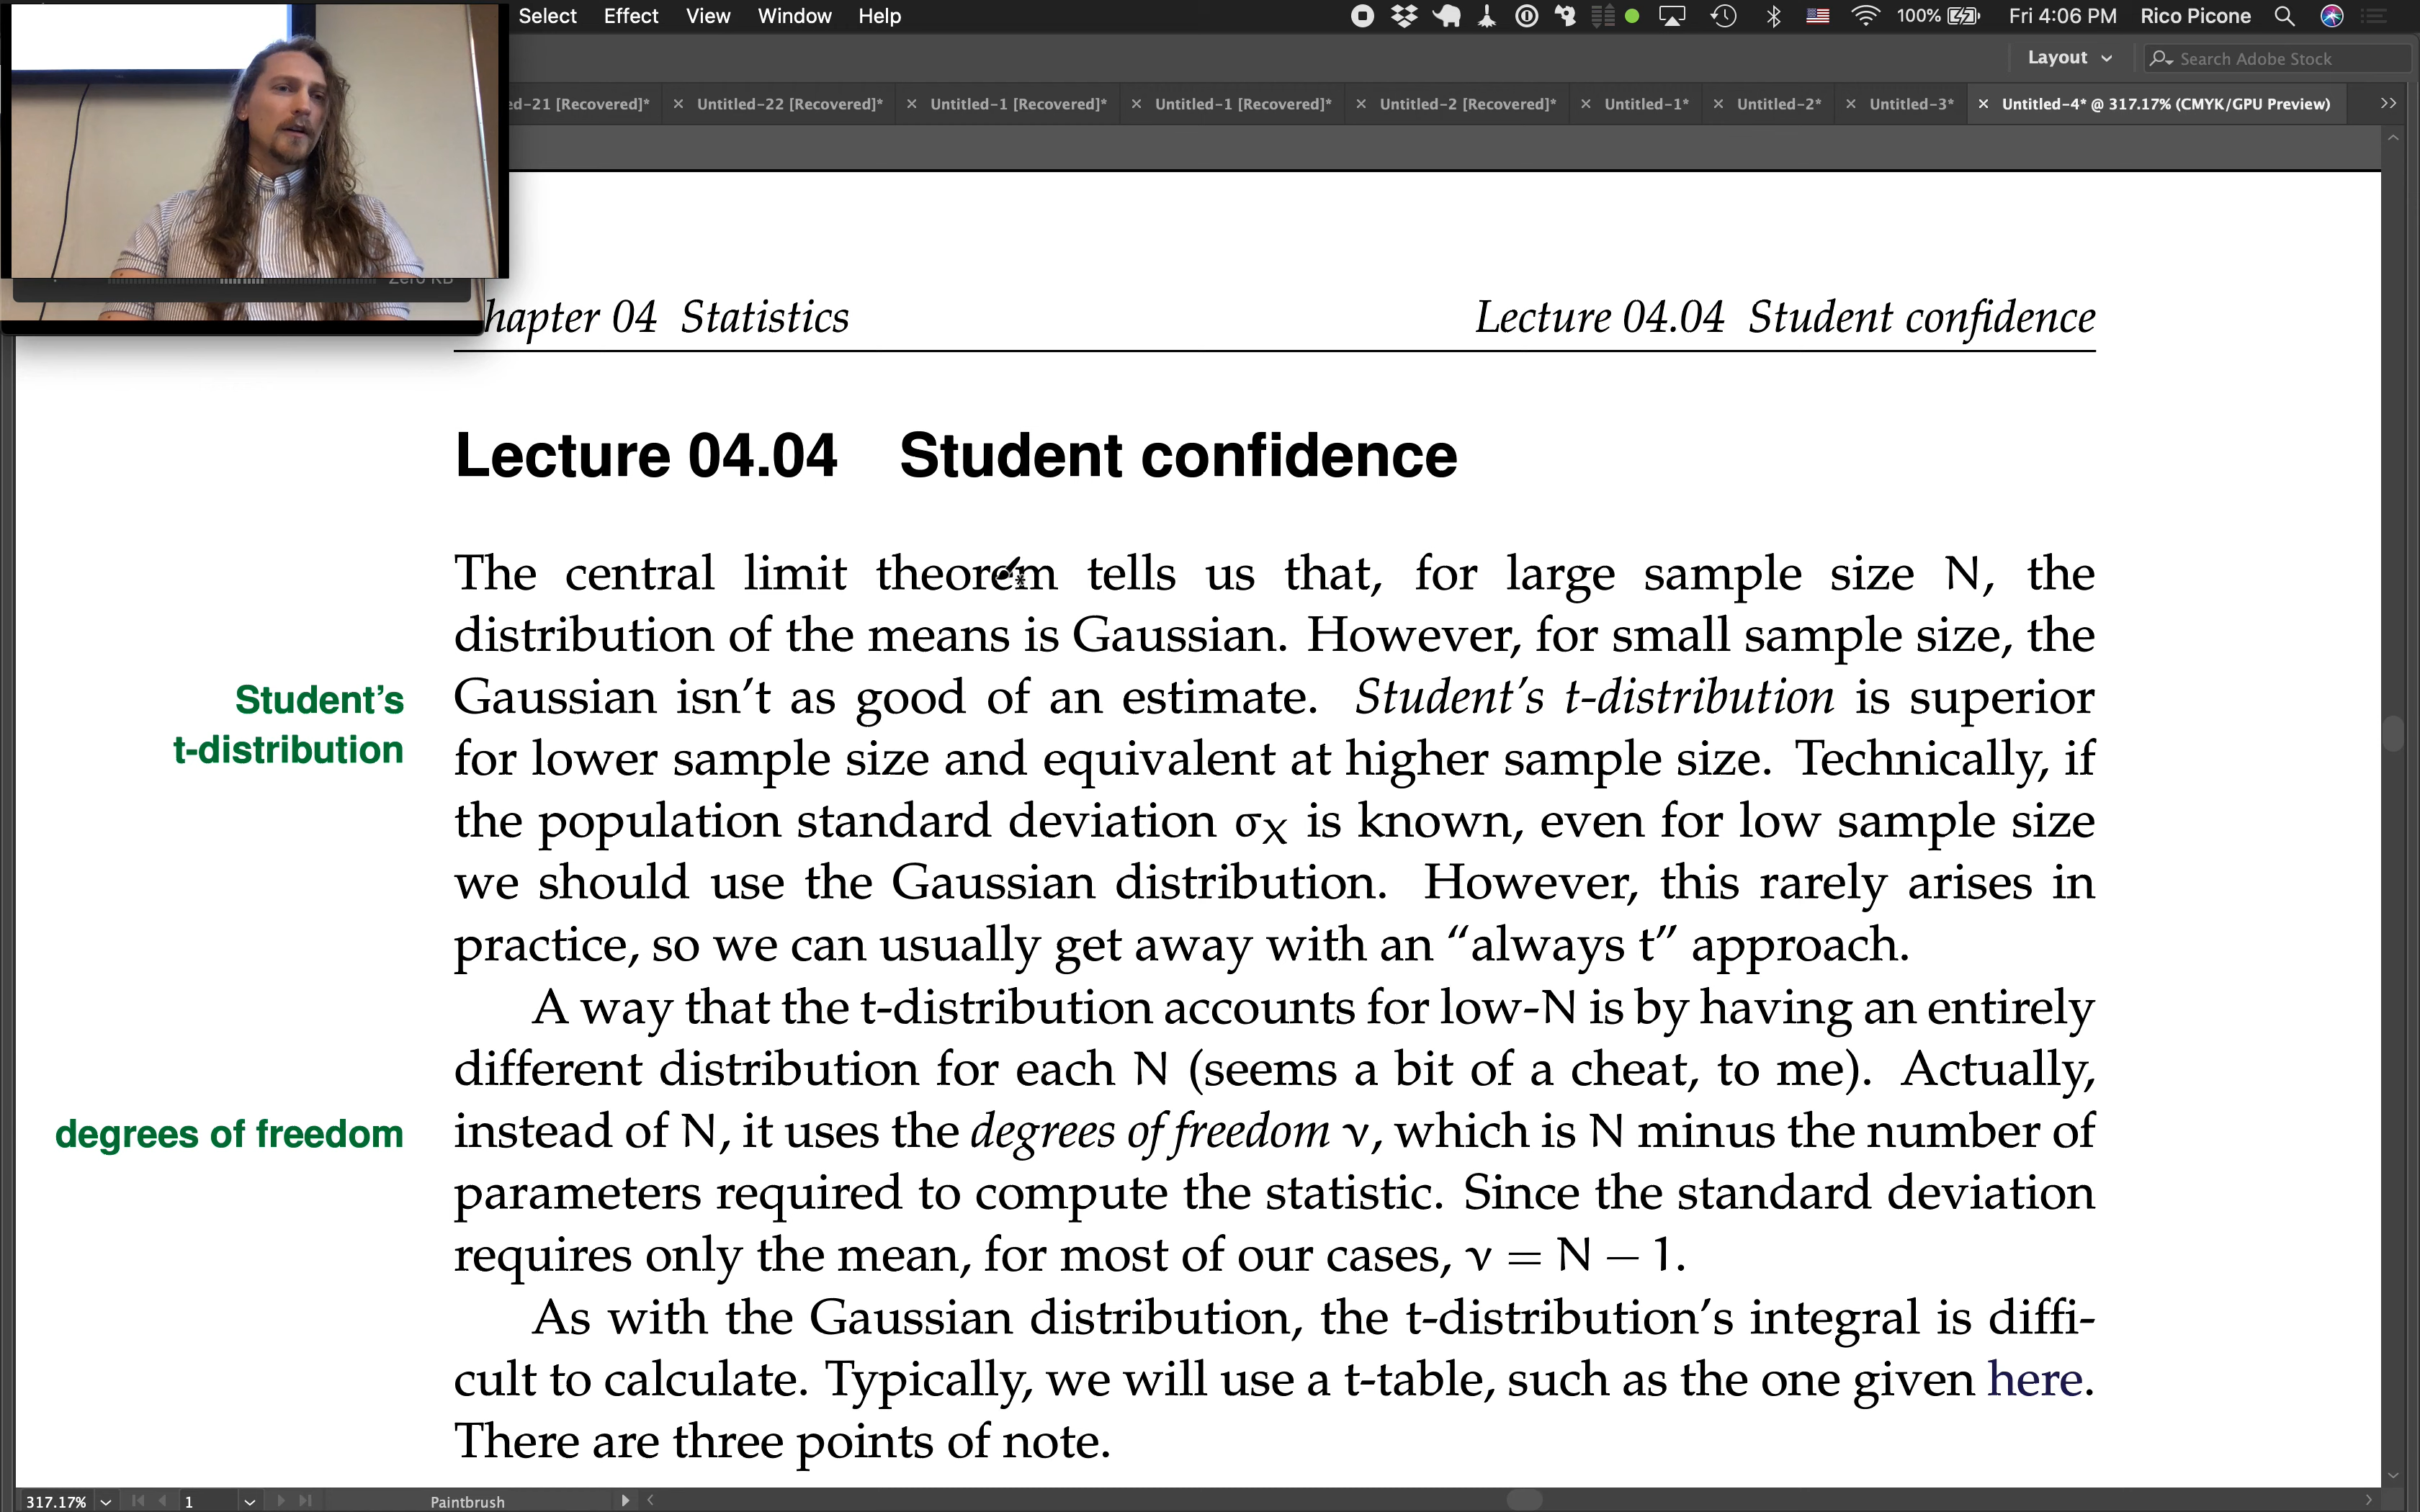 Select Effect View Window Help 100% Fri 4:06 PM Rico Picone
Layout Search Adobe Stock
ed-21 [Recovered]* × Untitled-22 [Recovered]* × Untitled-1 [Recovered]* × Untitled-1 [Recovered]* × Untitled-2 [Recovered]* × Untitled-1* × Untitled-2* × Untitled-3* × Untitled-4* @ 317.17% (CMYK/GPU Preview)
Zero KB
hapter 04 Statistics Lecture 04.04 Student confidence
Lecture 04.04 Student confidence
The central limit theorem tells us that, for large sample size N, the
distribution of the means is Gaussian. However, for small sample size, the
Student's
t-distribution
Gaussian isn't as good of an estimate. Student's t-distribution is superior
for lower sample size and equivalent at higher sample size. Technically, if
the population standard deviation σX is known, even for low sample size
we should use the Gaussian distribution. However, this rarely arises in
practice, so we can usually get away with an “always t” approach.
A way that the t-distribution accounts for low-N is by having an entirely
different distribution for each N (seems a bit of a cheat, to me). Actually,
degrees of freedom
instead of N, it uses the degrees of freedom ν, which is N minus the number of
parameters required to compute the statistic. Since the standard deviation
requires only the mean, for most of our cases, ν = N − 1.
As with the Gaussian distribution, the t-distribution's integral is diffi-
cult to calculate. Typically, we will use a t-table, such as the one given here.
There are three points of note.
317.17% 1 Paintbrush